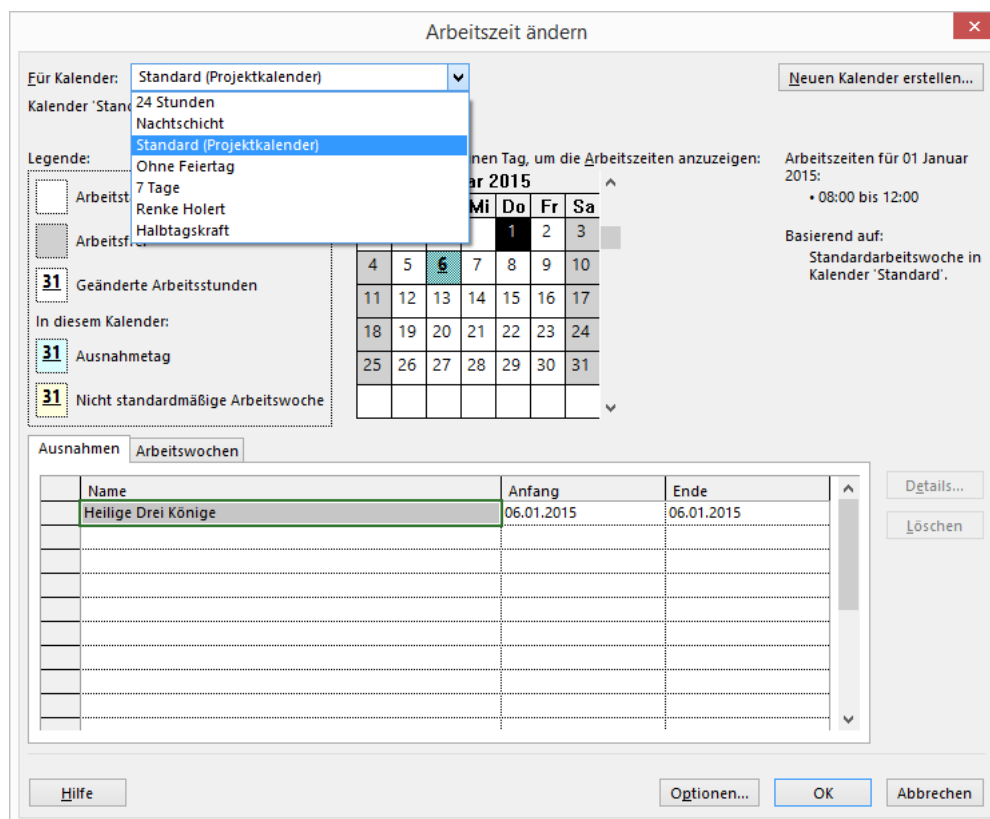 Arbeitszeit ändern
Für Kalender: Standard (Projektkalender)
Neuen Kalender erstellen...
Kalender 'Stand
24 Stunden
Nachtschicht
Standard (Projektkalender)
Ohne Feiertag
7 Tage
Renke Holert
Halbtagskraft
Legende:
Arbeitst
Arbeitsfre
31 Geänderte Arbeitsstunden
In diesem Kalender:
31 Ausnahmetag
31 Nicht standardmäßige Arbeitswoche
nen Tag, um die Arbeitszeiten anzuzeigen:
ar 2015
Mi Do Fr Sa
1 2 3
4 5 6 7 8 9 10
11 12 13 14 15 16 17
18 19 20 21 22 23 24
25 26 27 28 29 30 31
Arbeitszeiten für 01 Januar
2015:
• 08:00 bis 12:00
Basierend auf:
Standardarbeitswoche in
Kalender 'Standard'.
Ausnahmen Arbeitswochen
Name Anfang Ende
Heilige Drei Könige 06.01.2015 06.01.2015
Details...
Löschen
Hilfe Optionen... OK Abbrechen